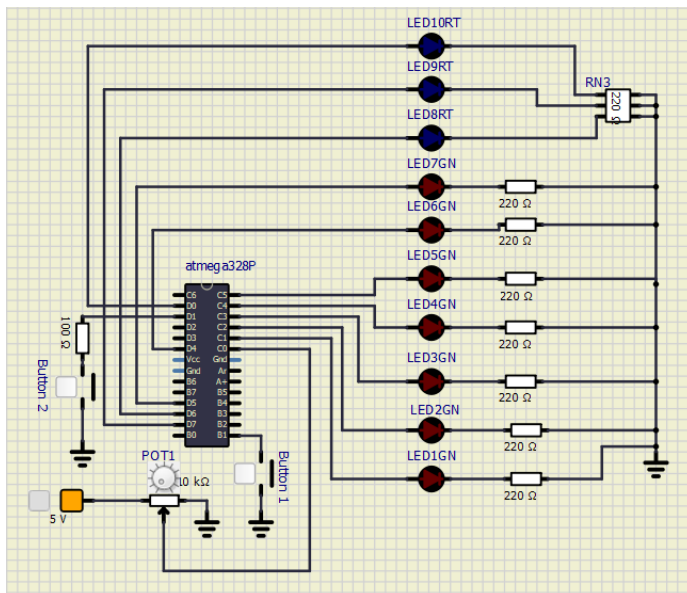 LED10RT
LED9RT
RN3
220 Ω
LED8RT
LED7GN
220 Ω
LED6GN
220 Ω
atmega328P
LED5GN
220 Ω
LED4GN
220 Ω
LED3GN
220 Ω
LED2GN
220 Ω
LED1GN
220 Ω
C6 C5
D0 C4
D1 C3
D2 C2
D3 C1
D4 C0
Vcc Gnd
Gnd Ar
B6 A+
B7 B5
D5 B4
D6 B3
D7 B2
B0 B1
100 Ω
Button 2
Button 1
POT1
10 kΩ
5 V